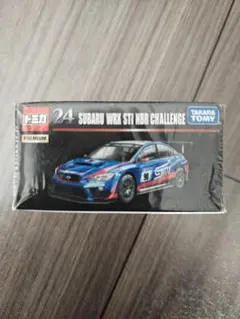 トミカ
PREMIUM
24 SUBARU WRX STI NBR CHALLENGE
TAKARA TOMY